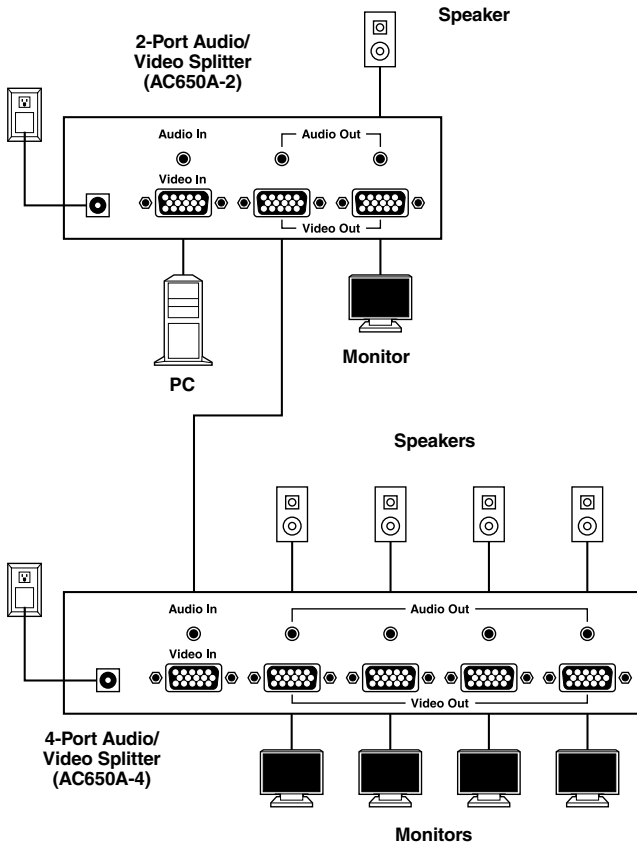 Speaker
2-Port Audio/
Video Splitter
(AC650A-2)
Audio In
Audio Out
Video In
Video Out
PC
Monitor
Speakers
Audio In
Audio Out
Video In
Video Out
4-Port Audio/
Video Splitter
(AC650A-4)
Monitors